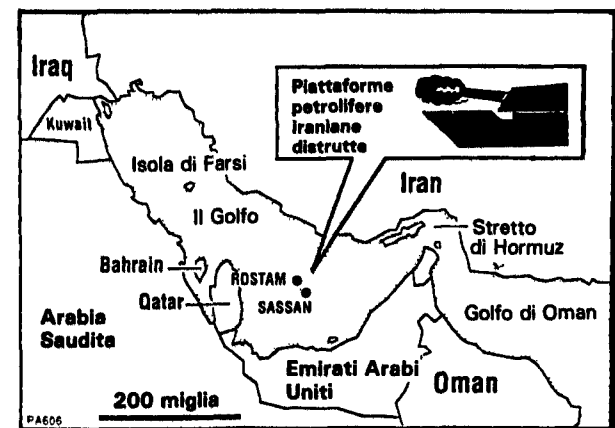 Iraq
Kuwait
Piattaforme
petrolifere
iraniane
distrutte
Isola di Farsi
Iran
Il Golfo
Stretto
di Hormuz
Bahrain
ROSTAM
Qatar
SASSAN
Golfo di Oman
Arabia
Saudita
Emirati Arabi
Uniti
Oman
200 miglia
PA606